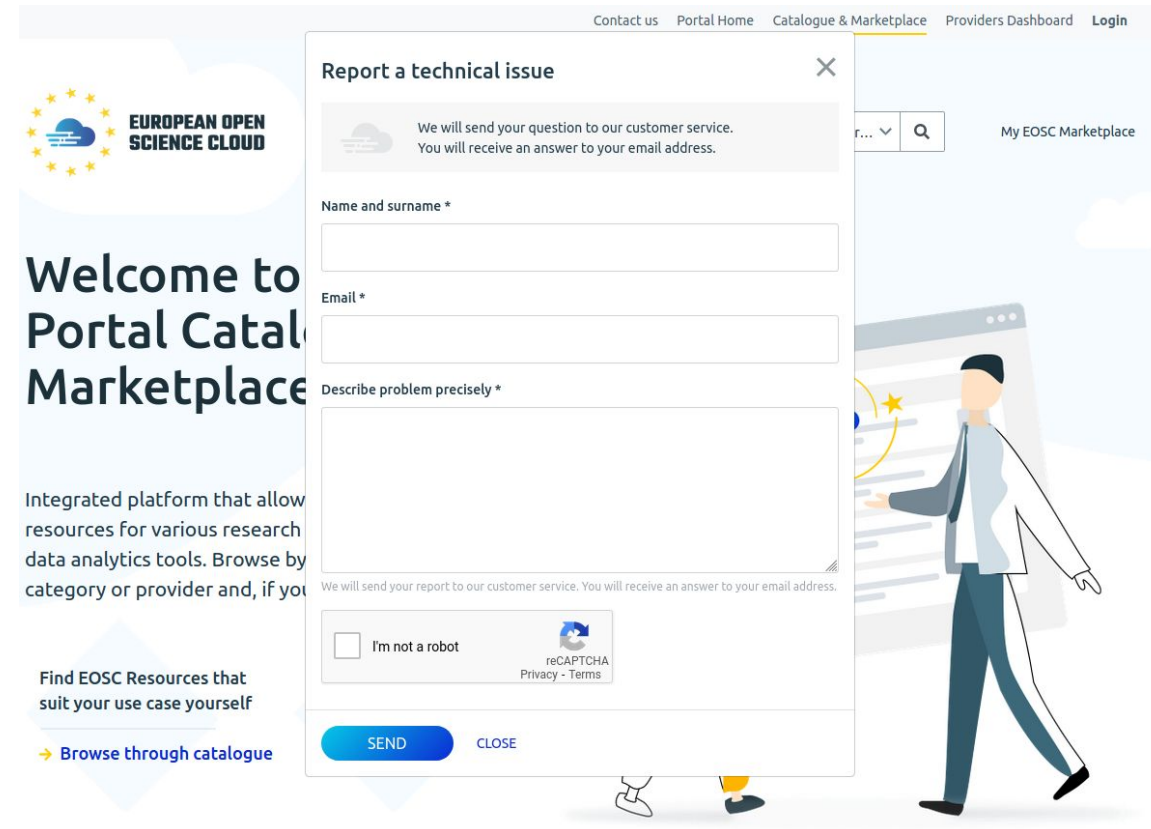 Contact us Portal Home Catalogue & Marketplace Providers Dashboard Login
EUROPEAN OPEN
SCIENCE CLOUD
My EOSC Marketplace
Report a technical issue
We will send your question to our customer service.
You will receive an answer to your email address.
Name and surname *
Email *
Describe problem precisely *
We will send your report to our customer service. You will receive an answer to your email address.
I'm not a robot
reCAPTCHA
Privacy - Terms
SEND CLOSE
Welcome to
Portal
Marketplace
Integrated platform that allow
resources for various research
data analytics tools. Browse by
category or provider and, if you
Find EOSC Resources that
suit your use case yourself
→ Browse through catalogue